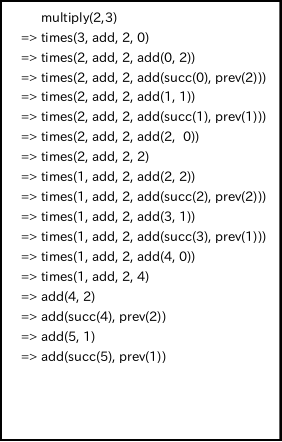 multiply(2,3)
=> times(3, add, 2, 0)
=> times(2, add, 2, add(0, 2))
=> times(2, add, 2, add(succ(0), prev(2)))
=> times(2, add, 2, add(1, 1))
=> times(2, add, 2, add(succ(1), prev(1)))
=> times(2, add, 2, add(2,  0))
=> times(2, add, 2, 2)
=> times(1, add, 2, add(2, 2))
=> times(1, add, 2, add(succ(2), prev(2)))
=> times(1, add, 2, add(3, 1))
=> times(1, add, 2, add(succ(3), prev(1)))
=> times(1, add, 2, add(4, 0))
=> times(1, add, 2, 4)
=> add(4, 2)
=> add(succ(4), prev(2))
=> add(5, 1)
=> add(succ(5), prev(1))